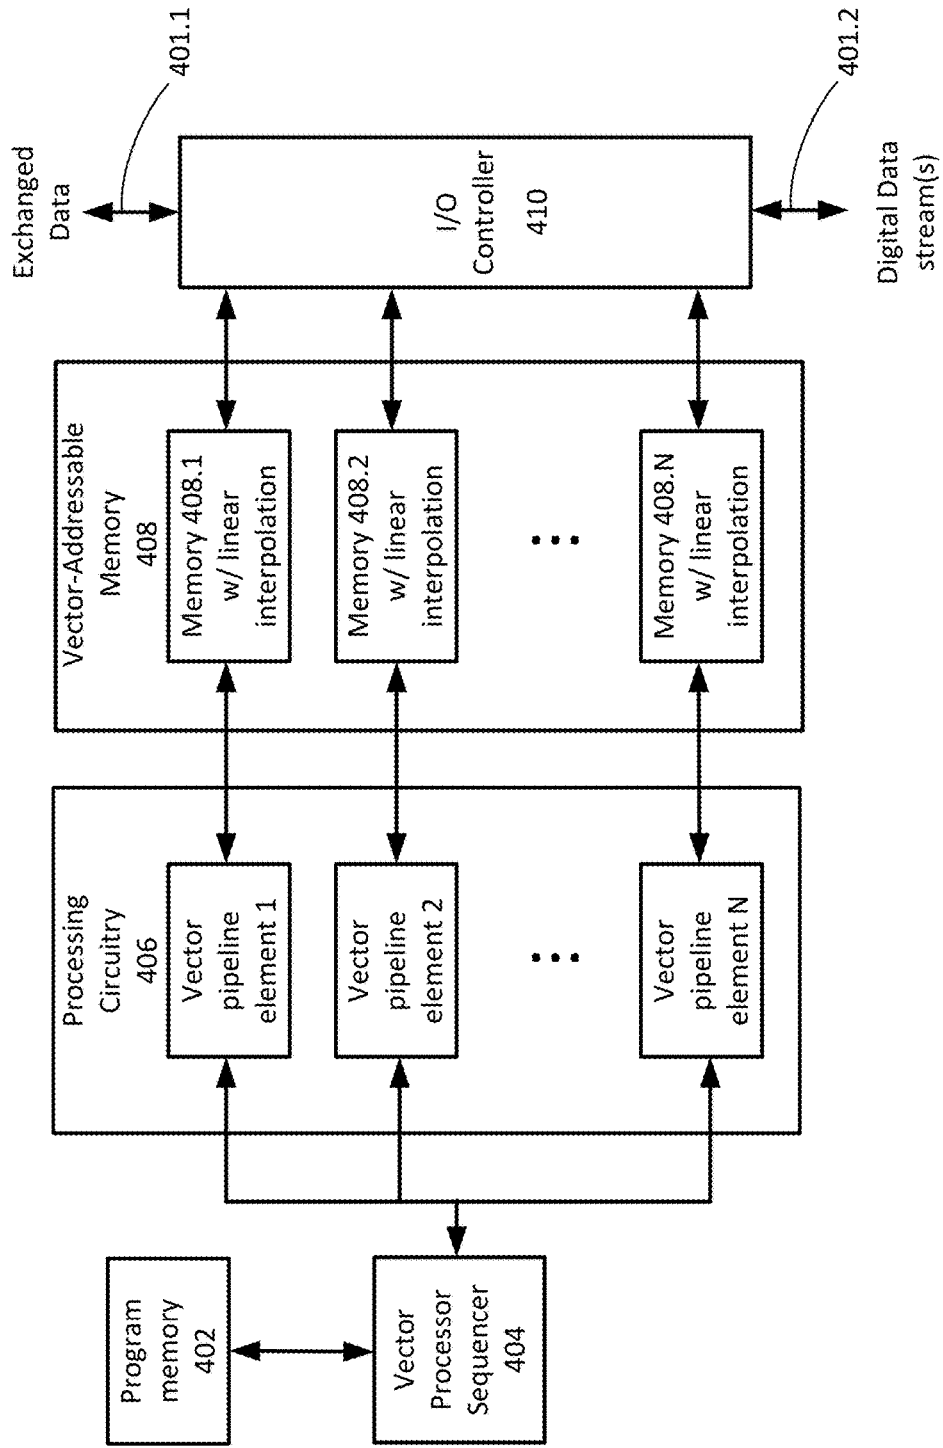 Program
memory
402
Vector
Processor
Sequencer
404
Processing
Circuitry
406
Vector
pipeline
element 1
Vector
pipeline
element 2
Vector
pipeline
element N
Vector-Addressable
Memory
408
Memory 408.1
w/ linear
interpolation
Memory 408.2
w/ linear
interpolation
Memory 408.N
w/ linear
interpolation
I/O
Controller
410
Exchanged
Data
401.1
Digital Data
stream(s)
401.2